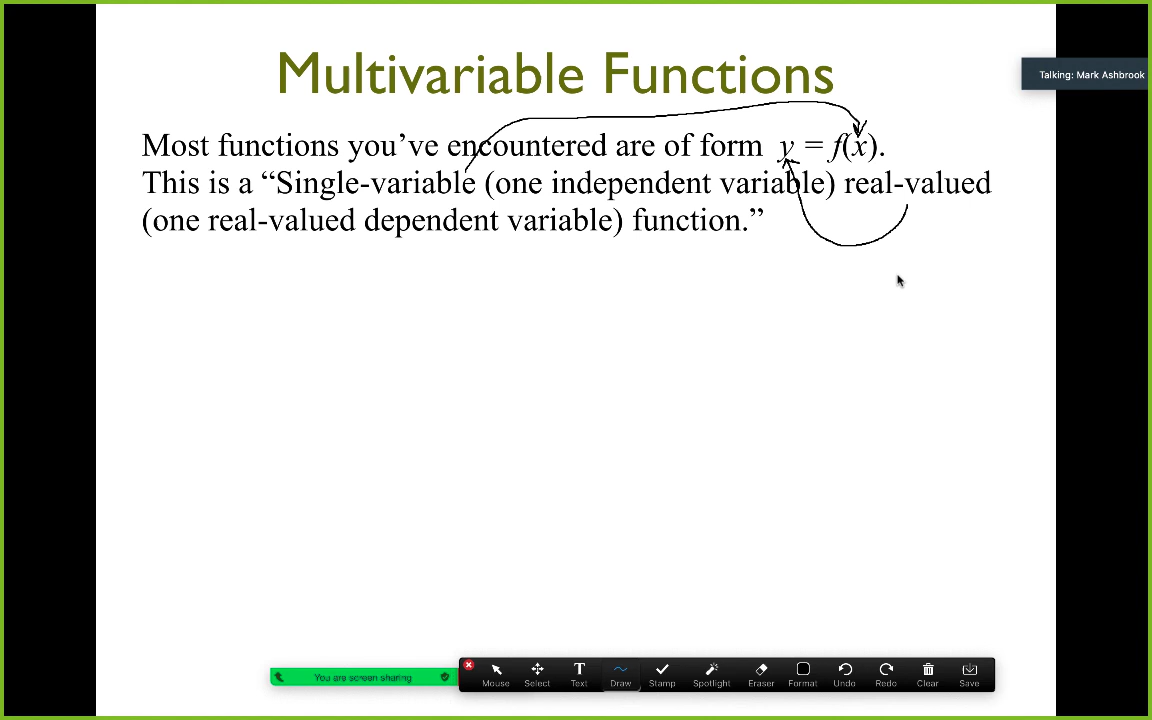 Multivariable Functions
Talking: Mark Ashbrook
Most functions you’ve encountered are of form y = f(x).
This is a “Single-variable (one independent variable) real-valued
(one real-valued dependent variable) function.”
You are screen sharing
Mouse Select Text Draw Stamp Spotlight Eraser Format Undo Redo Clear Save